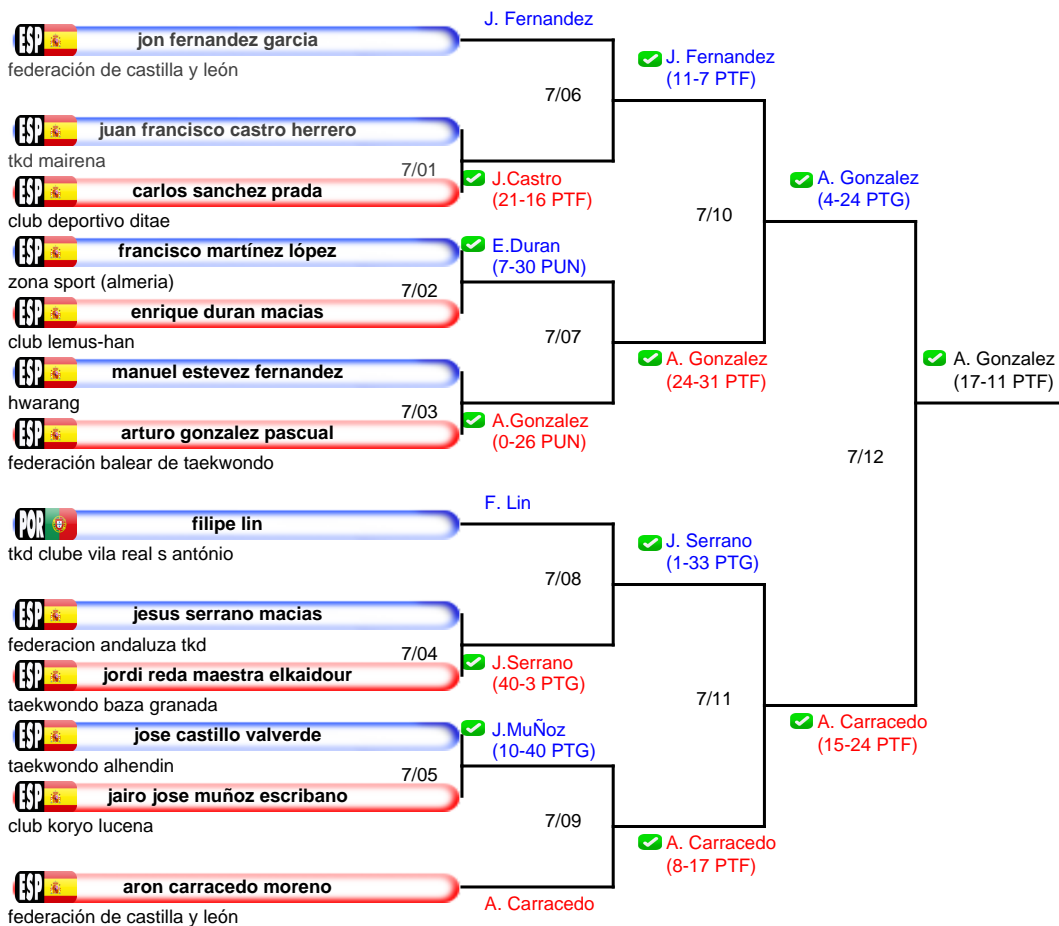 J. Fernandez
ESP jon fernandez garcia
federación de castilla y león
J. Fernandez
(11-7 PTF)
7/06
ESP juan francisco castro herrero
tkd mairena
7/01
J.Castro
(21-16 PTF)
ESP carlos sanchez prada
club deportivo ditae
A. Gonzalez
(4-24 PTG)
7/10
ESP francisco martínez lópez
zona sport (almeria)
E.Duran
(7-30 PUN)
7/02
ESP enrique duran macias
club lemus-han
7/07
A. Gonzalez
(24-31 PTF)
ESP manuel estevez fernandez
hwarang
7/03
A.Gonzalez
(0-26 PUN)
ESP arturo gonzalez pascual
federación balear de taekwondo
A. Gonzalez
(17-11 PTF)
7/12
F. Lin
POR filipe lin
tkd clube vila real s antónio
J. Serrano
(1-33 PTG)
7/08
ESP jesus serrano macias
federacion andaluza tkd
7/04
J.Serrano
(40-3 PTG)
ESP jordi reda maestra elkaidour
taekwondo baza granada
7/11
A. Carracedo
(15-24 PTF)
ESP jose castillo valverde
taekwondo alhendin
J.MuÑoz
(10-40 PTG)
7/05
ESP jairo jose muñoz escribano
club koryo lucena
7/09
A. Carracedo
(8-17 PTF)
ESP aron carracedo moreno
federación de castilla y león
A. Carracedo